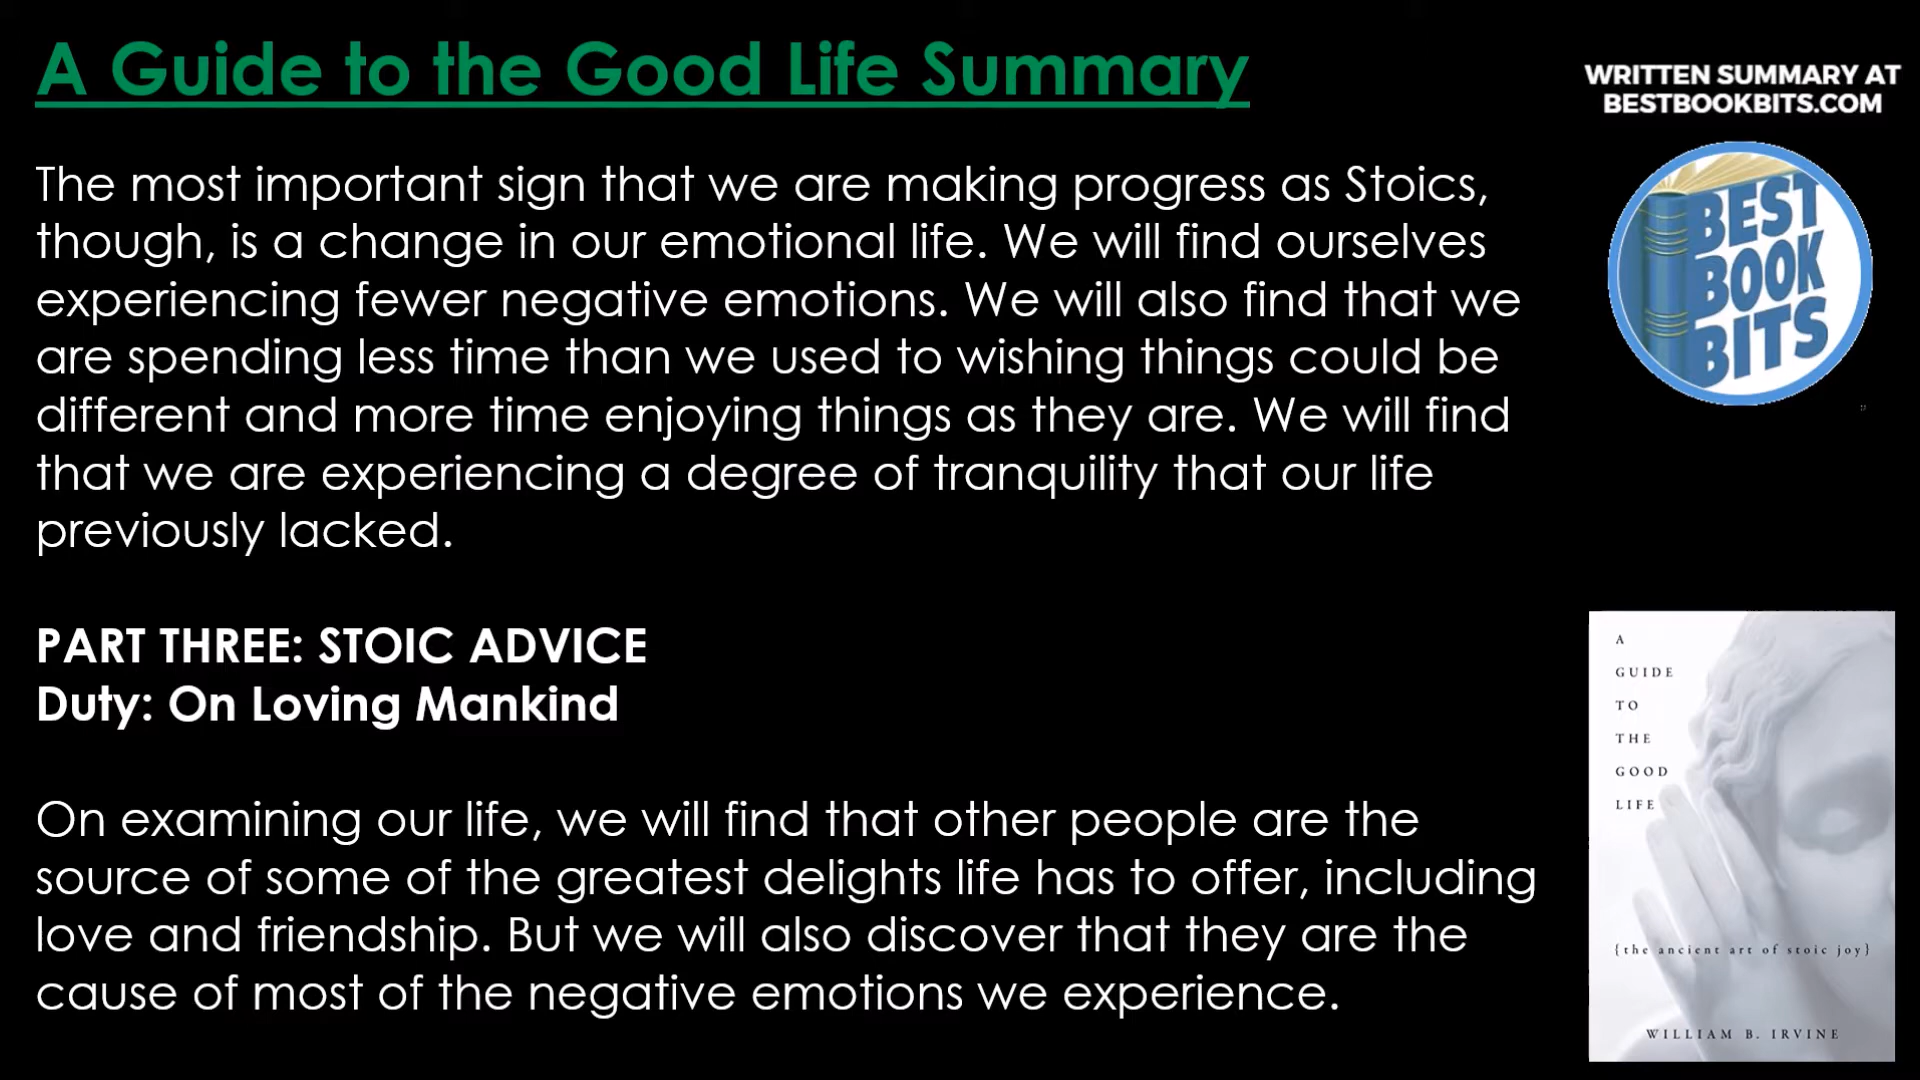 A Guide to the Good Life Summary
The most important sign that we are making progress as Stoics,
though, is a change in our emotional life. We will find ourselves
experiencing fewer negative emotions. We will also find that we
are spending less time than we used to wishing things could be
different and more time enjoying things as they are. We will find
that we are experiencing a degree of tranquility that our life
previously lacked.
PART THREE: STOIC ADVICE
Duty: On Loving Mankind
On examining our life, we will find that other people are the
source of some of the greatest delights life has to offer, including
love and friendship. But we will also discover that they are the
cause of most of the negative emotions we experience.
WRITTEN SUMMARY AT
BESTBOOKBITS.COM
BEST
BOOK
BITS
A
GUIDE
TO
THE
GOOD
LIFE
{the ancient art of stoic joy}
WILLIAM B. IRVINE